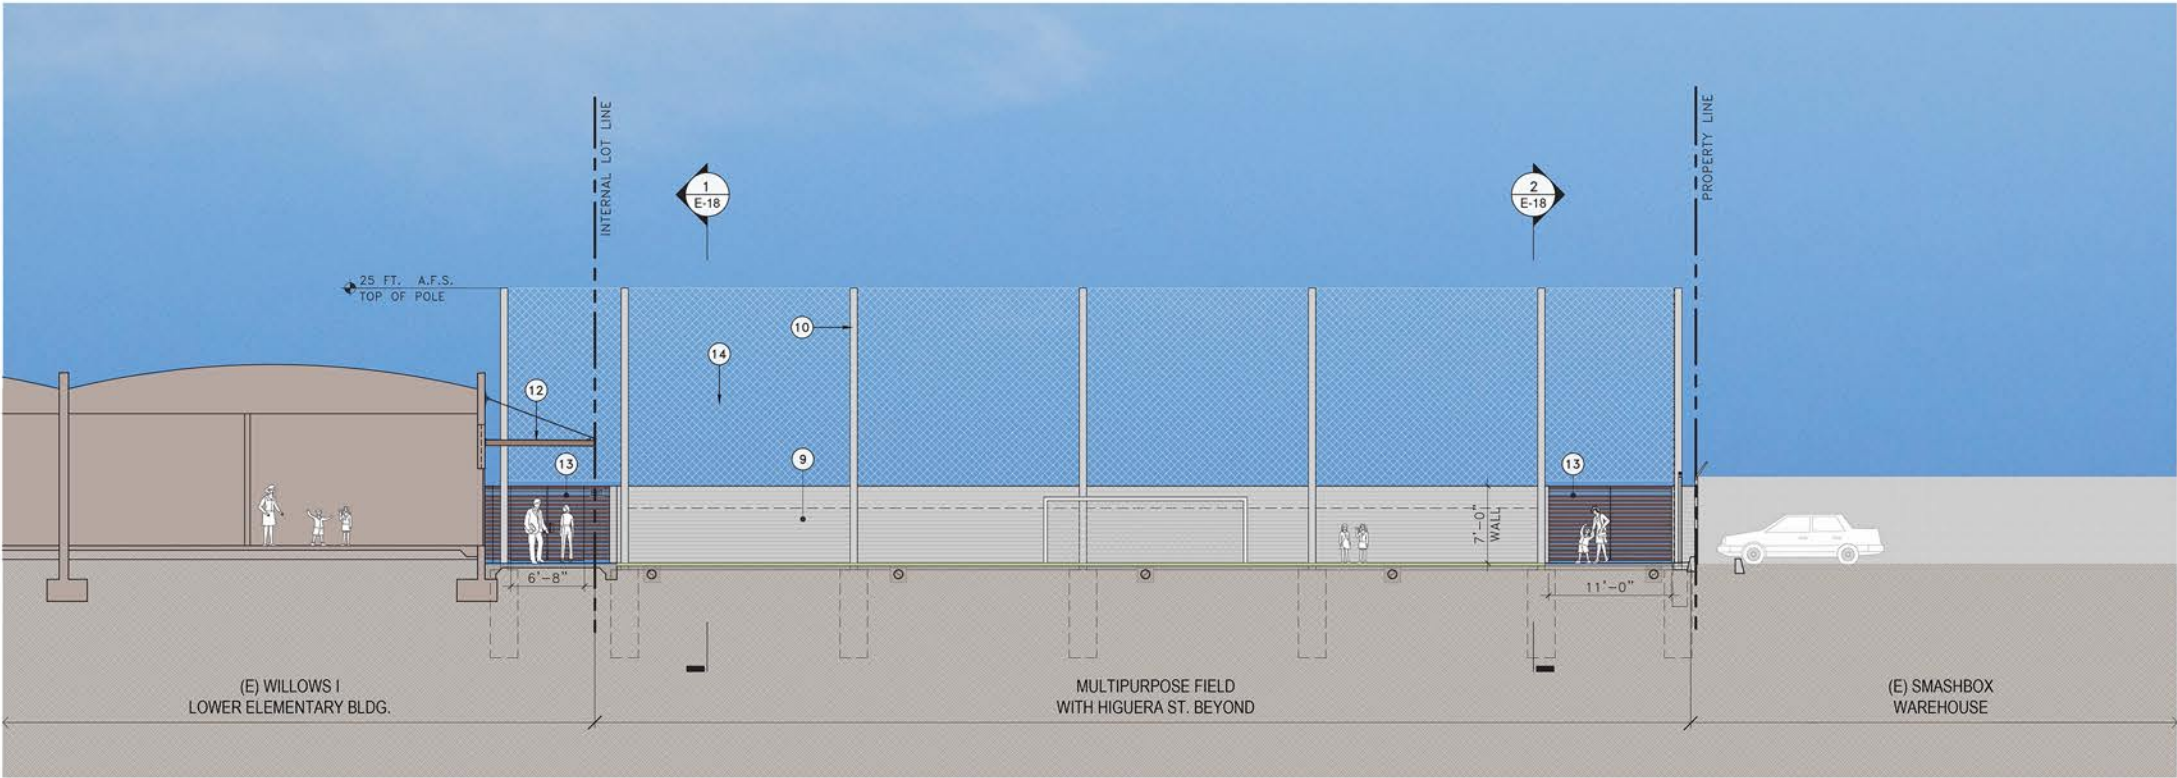 INTERNAL LOT LINE
PROPERTY LINE
1
E-18
2
E-18
25 FT. A.F.S.
TOP OF POLE
10
14
12
9
13
13
7'-0"
WALL
6'-8"
11'-0"
(E) WILLOWS I
LOWER ELEMENTARY BLDG.
MULTIPURPOSE FIELD
WITH HIGUERA ST. BEYOND
(E) SMASHBOX
WAREHOUSE